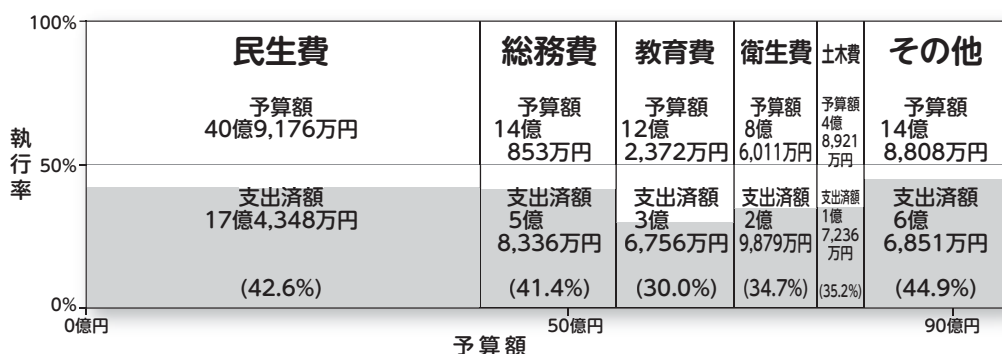 100%
50%
0%
執行率
民生費
予算額
40億9,176万円
支出済額
17億4,348万円
(42.6%)
総務費
予算額
14億
853万円
支出済額
5億
8,336万円
(41.4%)
教育費
予算額
12億
2,372万円
支出済額
3億
6,756万円
(30.0%)
衛生費
予算額
8億
6,011万円
支出済額
2億
9,879万円
(34.7%)
土木費
予算額
4億
8,921
万円
支出済額
1億
7,236
万円
(35.2%)
その他
予算額
14億
8,808万円
支出済額
6億
6,851万円
(44.9%)
0億円
50億円
90億円
予算額